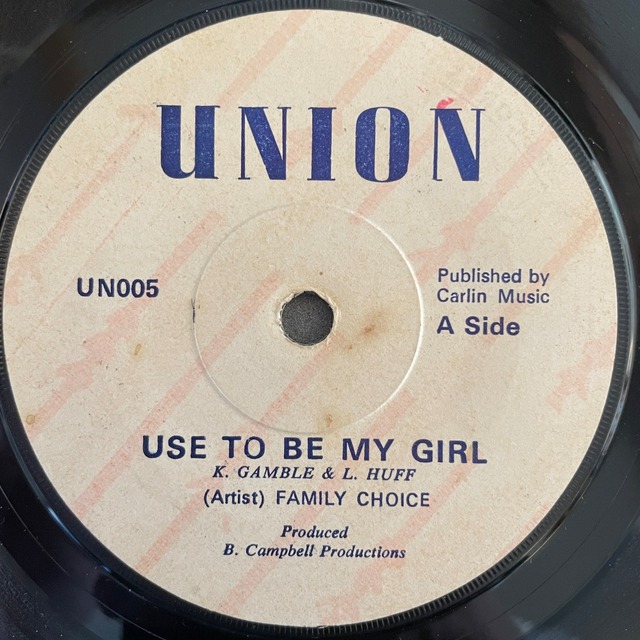 UNION
UN005
Published by
Carlin Music
A Side
USE TO BE MY GIRL
K. GAMBLE & L. HUFF
(Artist) FAMILY CHOICE
Produced
B. Campbell Productions